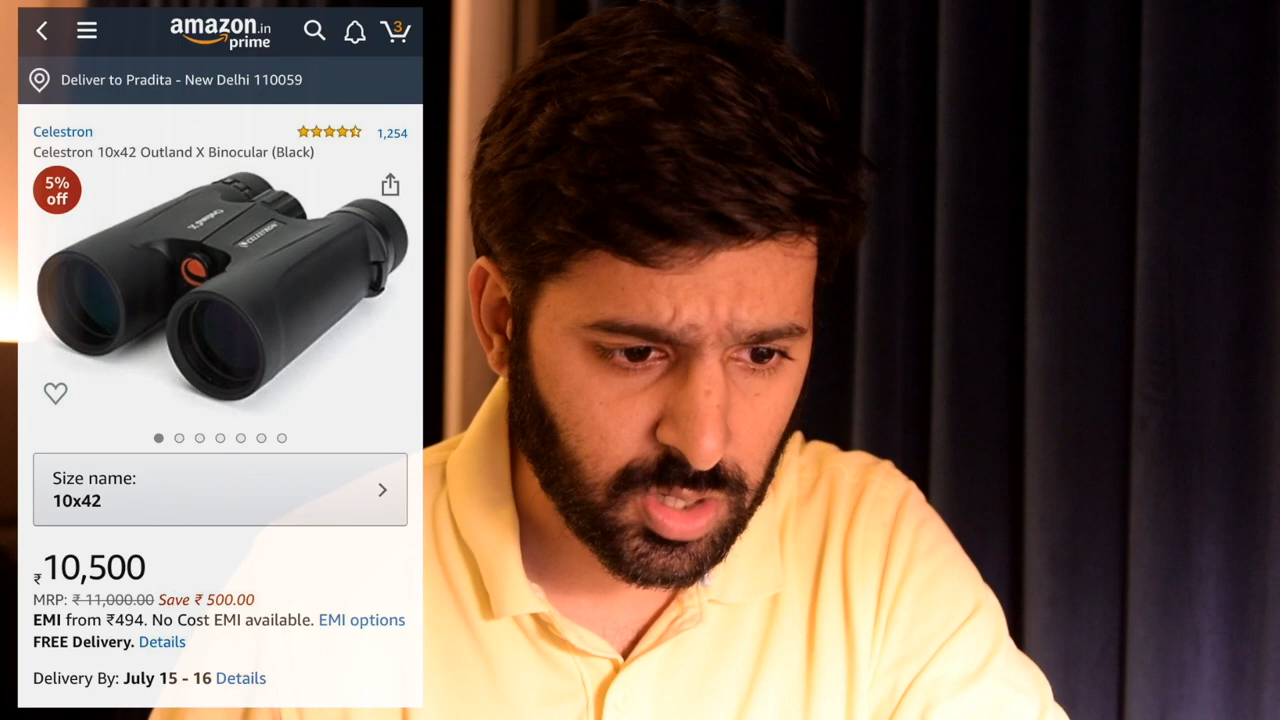 amazon.in
prime
3
Deliver to Pradita - New Delhi 110059
Celestron
1,254
Celestron 10x42 Outland X Binocular (Black)
5%
off
Outland X
CELESTRON
Size name:
10x42
₹10,500
MRP: ₹ 11,000.00 Save ₹ 500.00
EMI from ₹494. No Cost EMI available. EMI options
FREE Delivery. Details
Delivery By: July 15 - 16 Details